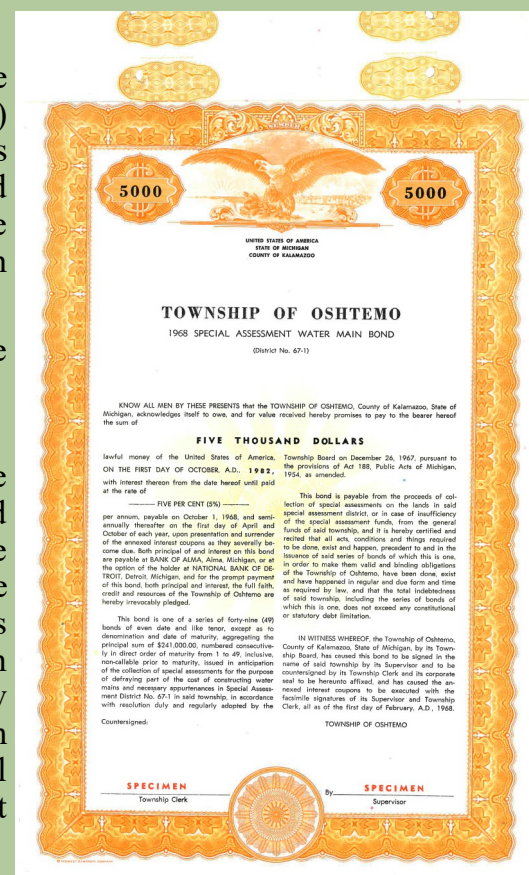 5000
5000
UNITED STATES OF AMERICA
STATE OF MICHIGAN
COUNTY OF KALAMAZOO
TOWNSHIP OF OSHTEMO
1968 SPECIAL ASSESSMENT WATER MAIN BOND
(District No. 67-1)
KNOW ALL MEN BY THESE PRESENTS that the TOWNSHIP OF OSHTEMO, County of Kalamazoo, State of
Michigan, acknowledges itself to owe, and for value received hereby promises to pay to the bearer hereof
the sum of
FIVE THOUSAND DOLLARS
lawful money of the United States of America,
ON THE FIRST DAY OF OCTOBER, A.D., 1982,
with interest thereon from the date hereof until paid
at the rate of
FIVE PER CENT (5%)
per annum, payable on October 1, 1968, and semi-
annually thereafter on the first day of April and
October of each year, upon presentation and surrender
of the annexed interest coupons as they severally be-
come due. Both principal of and interest on this bond
are payable at BANK OF ALMA, Alma, Michigan, or at
the option of the holder at NATIONAL BANK OF DE-
TROIT, Detroit, Michigan, and for the prompt payment
of this bond, both principal and interest, the full faith,
credit and resources of the Township of Oshtemo are
hereby irrevocably pledged.
This bond is one of a series of forty-nine (49)
bonds of even date and like tenor, except as to
denomination and date of maturity, aggregating the
principal sum of $241,000.00, numbered consecutive-
ly in direct order of maturity from 1 to 49, inclusive,
non-callable prior to maturity, issued in anticipation
of the collection of special assessments for the purpose
of defraying part of the cost of constructing water
mains and necessary appurtenances in Special Assess-
ment District No. 67-1 in said township, in accordance
with resolution duly and regularly adopted by the
Township Board on December 26, 1967, pursuant to
the provisions of Act 188, Public Acts of Michigan,
1954, as amended.
This bond is payable from the proceeds of col-
lection of special assessments on the lands in said
special assessment district, or in case of insufficiency
of the special assessment funds, from the general
funds of said township, and it is hereby certified and
recited that all acts, conditions and things required
to be done, exist and happen, precedent to and in the
issuance of said series of bonds of which this is one,
in order to make them valid and binding obligations
of the Township of Oshtemo, have been done, exist
and have happened in regular and due form and time
as required by law, and that the total indebtedness
of said township, including the series of bonds of
which this is one, does not exceed any constitutional
or statutory debt limitation.
IN WITNESS WHEREOF, the Township of Oshtemo,
County of Kalamazoo, State of Michigan, by its Town-
ship Board, has caused this bond to be signed in the
name of said township by its Supervisor and to be
countersigned by its Township Clerk and its corporate
seal to be hereunto affixed, and has caused the an-
nexed interest coupons to be executed with the
facsimile signatures of its Supervisor and Township
Clerk, all as of the first day of February, A.D., 1968.
Countersigned:
TOWNSHIP OF OSHTEMO
SPECIMEN
Township Clerk
By SPECIMEN
Supervisor